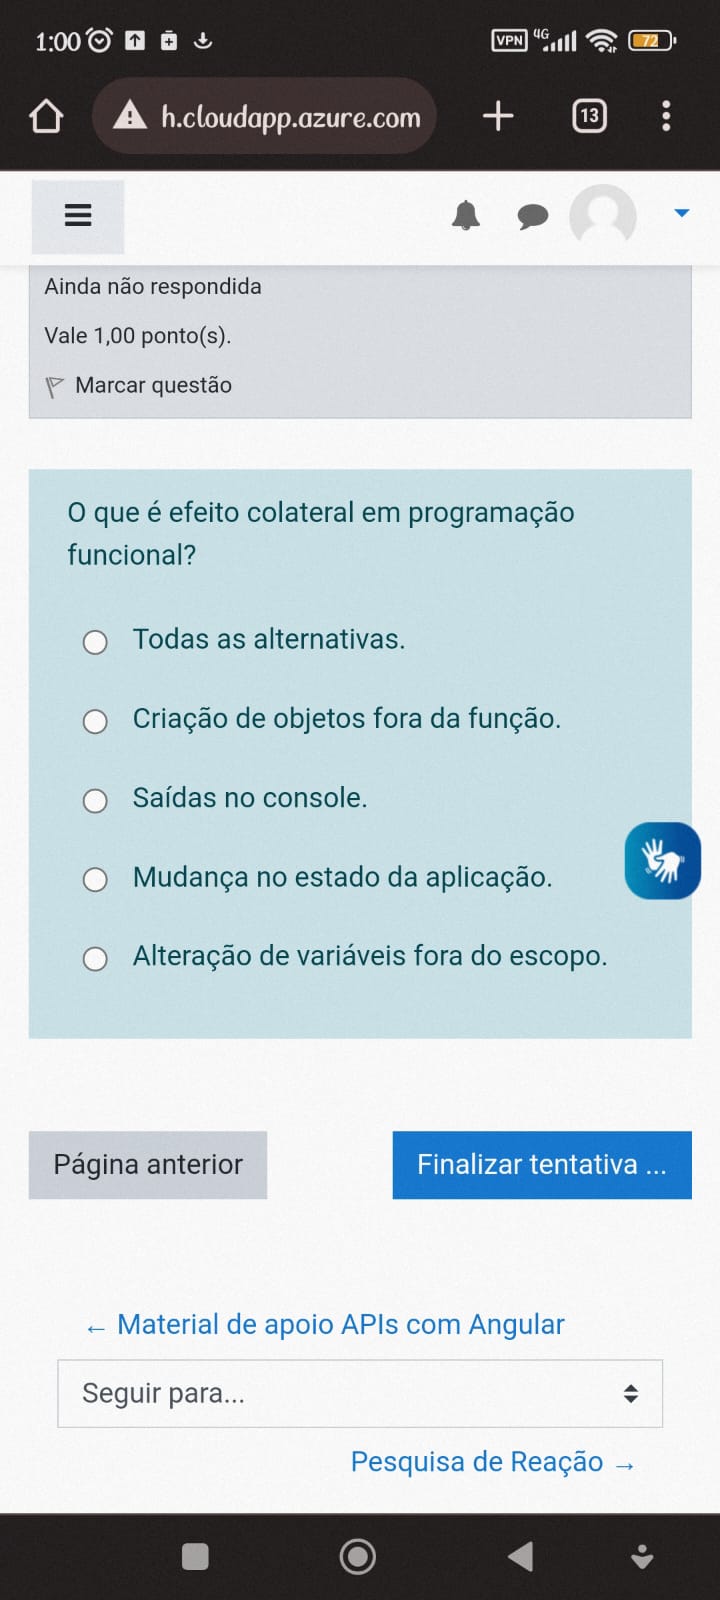 1:00
VPN 4G 72
h.cloudapp.azure.com
13
Ainda não respondida
Vale 1,00 ponto(s).
Marcar questão
O que é efeito colateral em programação
funcional?
Todas as alternativas.
Criação de objetos fora da função.
Saídas no console.
Mudança no estado da aplicação.
Alteração de variáveis fora do escopo.
Página anterior
Finalizar tentativa ...
← Material de apoio APIs com Angular
Seguir para...
Pesquisa de Reação →